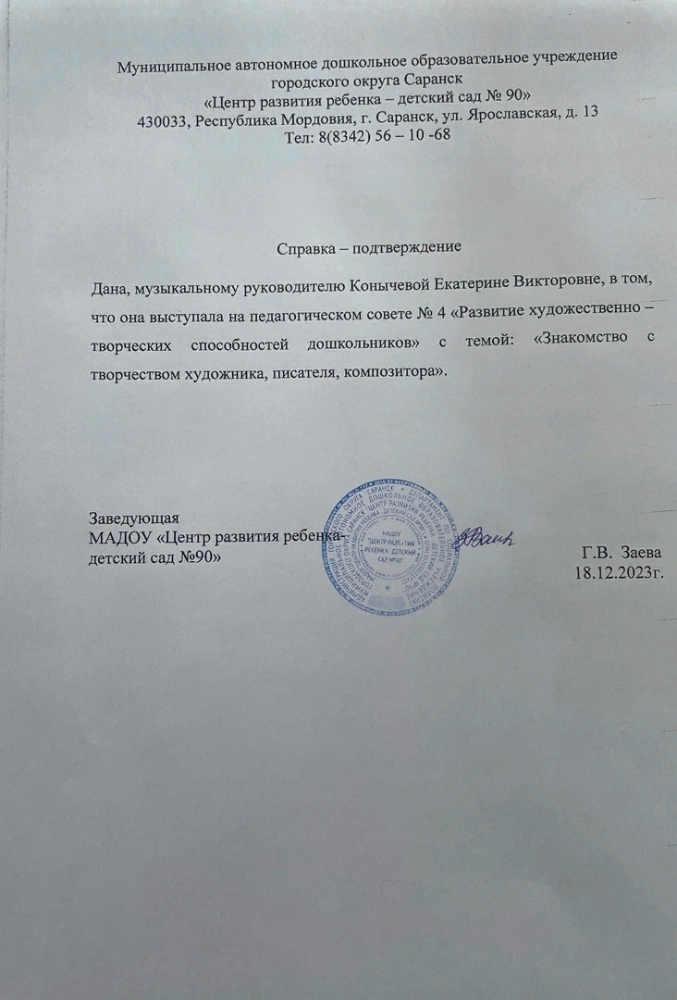 Муниципальное автономное дошкольное образовательное учреждение
городского округа Саранск
«Центр развития ребенка – детский сад № 90»
430033, Республика Мордовия, г. Саранск, ул. Ярославская, д. 13
Тел: 8(8342) 56 – 10 -68
Справка – подтверждение
Дана, музыкальному руководителю Конычевой Екатерине Викторовне, в том,
что она выступала на педагогическом совете № 4 «Развитие художественно –
творческих способностей дошкольников» с темой: «Знакомство с
творчеством художника, писателя, композитора».
Заведующая
МАДОУ «Центр развития ребенка–
детский сад №90»
МАДОУ
"ЦЕНТР РАЗВИТИЯ
РЕБЕНКА - ДЕТСКИЙ
САД №90"
Г.В. Заева
18.12.2023г.